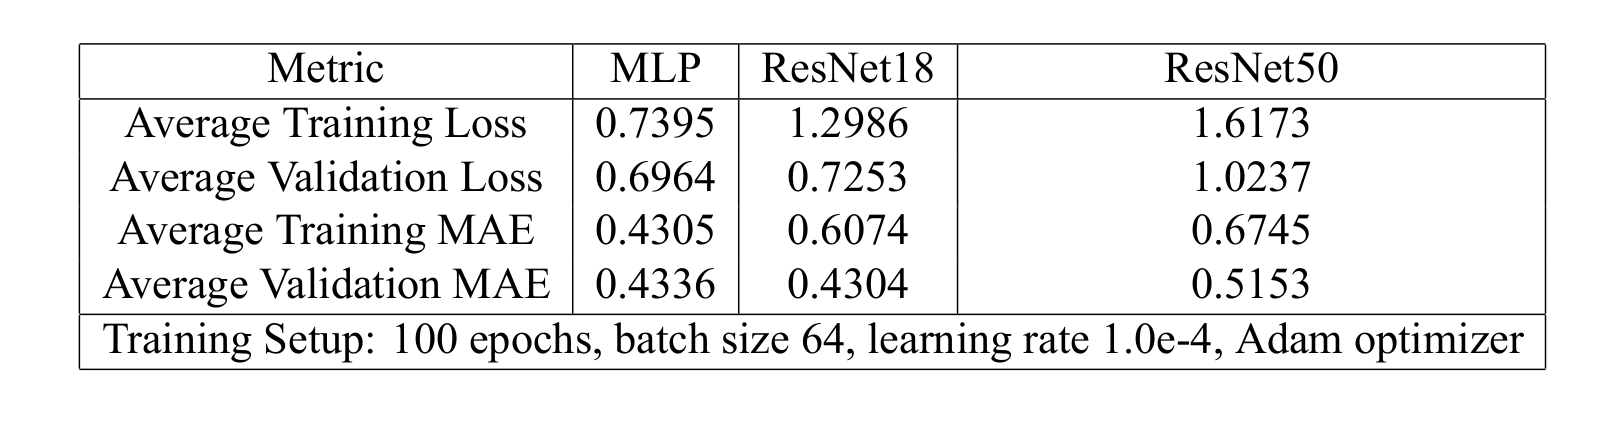 Metric MLP ResNet18 ResNet50
Average Training Loss 0.7395 1.2986 1.6173
Average Validation Loss 0.6964 0.7253 1.0237
Average Training MAE 0.4305 0.6074 0.6745
Average Validation MAE 0.4336 0.4304 0.5153
Training Setup: 100 epochs, batch size 64, learning rate 1.0e-4, Adam optimizer